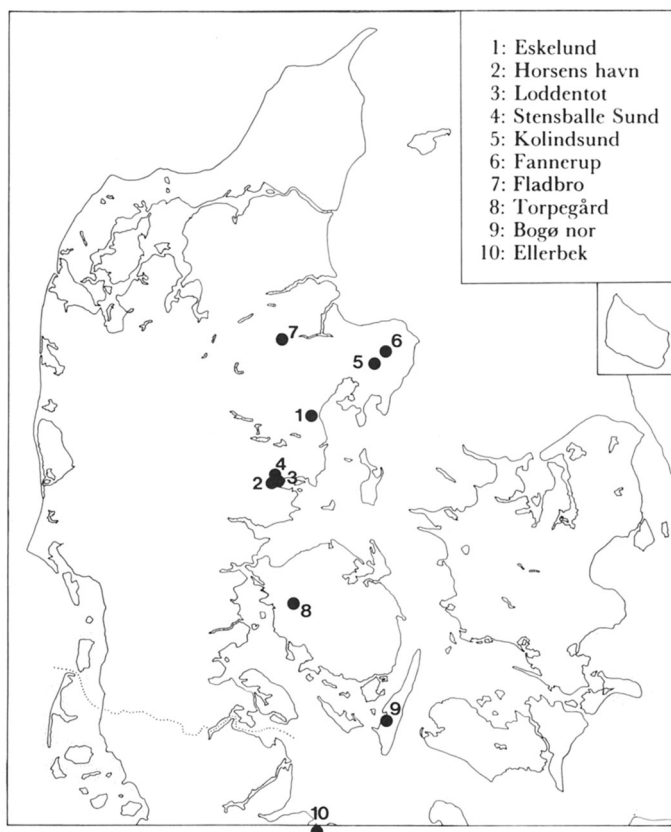 1: Eskelund
2: Horsens havn
3: Loddentot
4: Stensballe Sund
5: Kolindsund
6: Fannerup
7: Fladbro
8: Torpegård
9: Bogø nor
10: Ellerbek
7
6
5
1
4
3
2
8
9
10